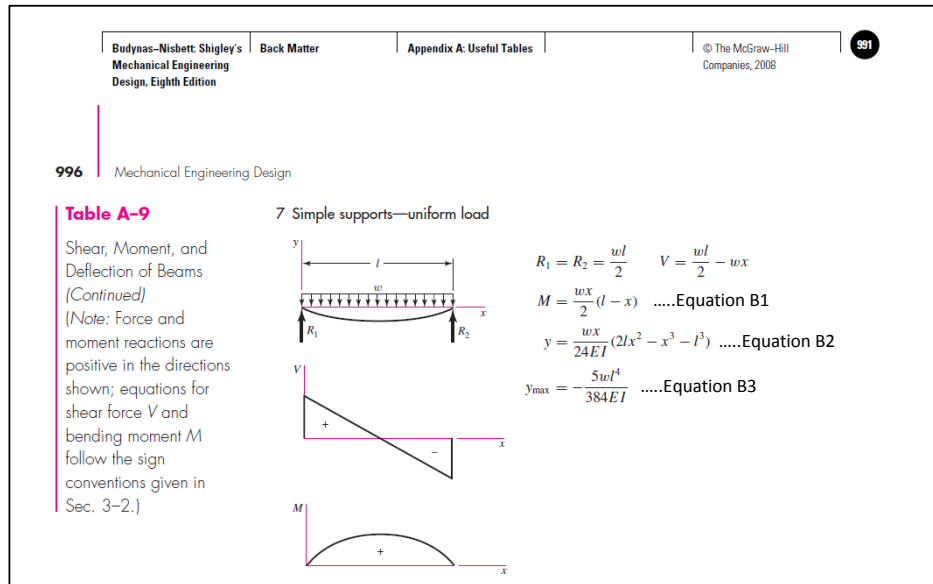 Budynas–Nisbett: Shigley's Mechanical Engineering Design, Eighth Edition
Back Matter
Appendix A: Useful Tables
© The McGraw–Hill Companies, 2008
991
996 Mechanical Engineering Design
Table A–9
Shear, Moment, and
Deflection of Beams
(Continued)
(Note: Force and
moment reactions are
positive in the directions
shown; equations for
shear force V and
bending moment M
follow the sign
conventions given in
Sec. 3–2.)
7 Simple supports—uniform load
y
l
w
x
R₁
R₂
V
+
−
x
M
+
x
R₁ = R₂ = wl/2 V = wl/2 − wx
M = wx/2 (l − x) .....Equation B1
y = wx/24EI (2lx² − x³ − l³) .....Equation B2
ymax = − 5wl⁴/384EI .....Equation B3